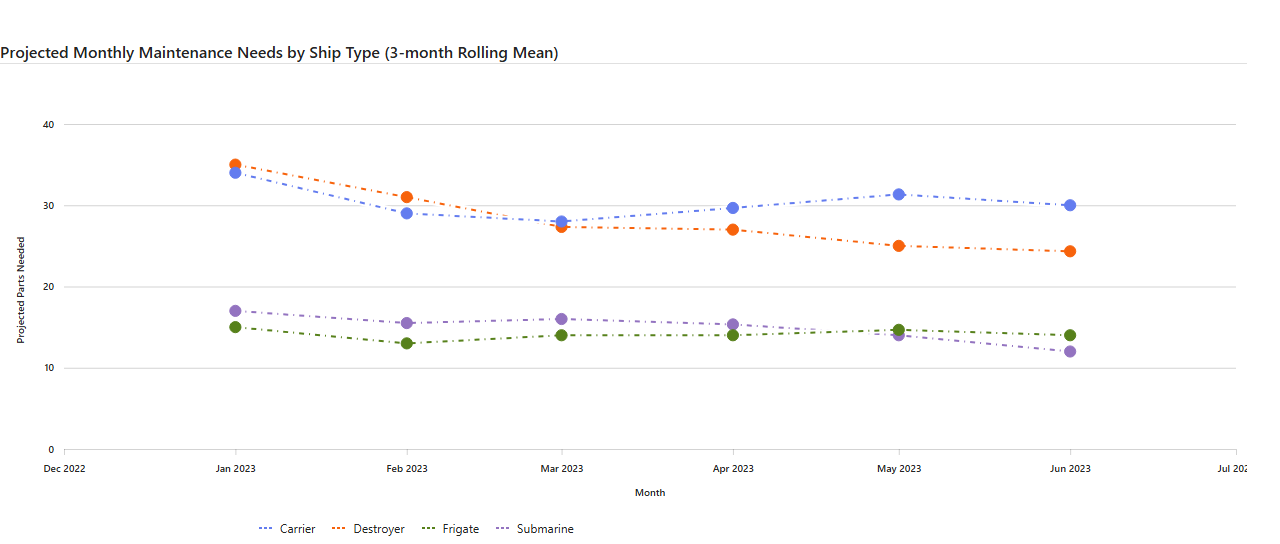 Projected Monthly Maintenance Needs by Ship Type (3-month Rolling Mean)
40
30
20
10
0
Projected Parts Needed
Dec 2022 Jan 2023 Feb 2023 Mar 2023 Apr 2023 May 2023 Jun 2023 Jul 202
Month
Carrier Destroyer Frigate Submarine